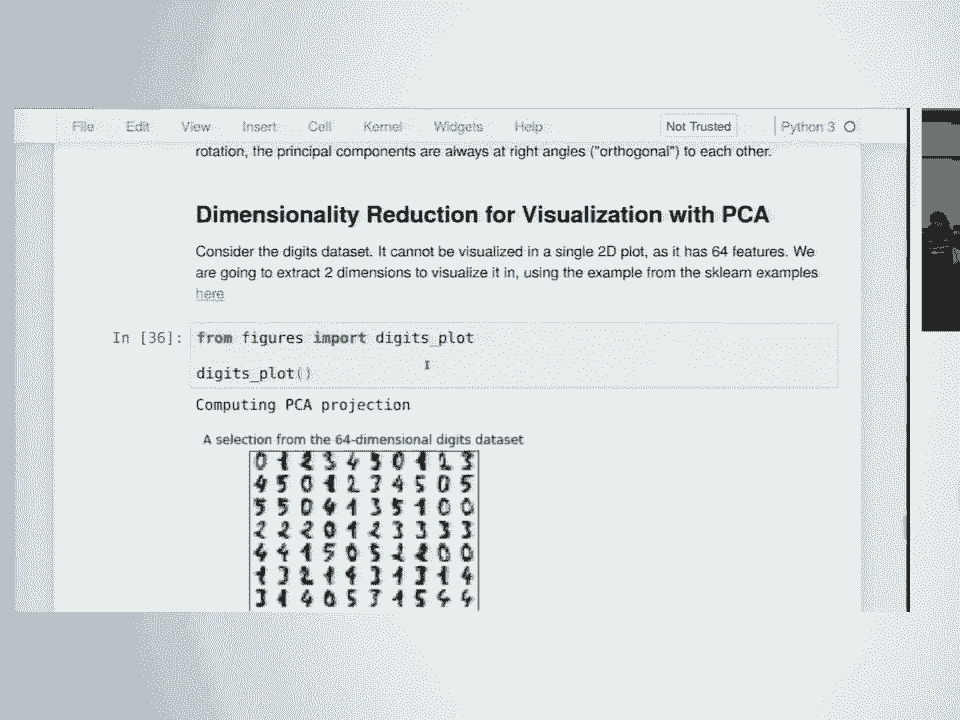 File Edit View Insert Cell Kernel Widgets Help Not Trusted Python 3
rotation, the principal components are always at right angles ("orthogonal") to each other.
Dimensionality Reduction for Visualization with PCA
Consider the digits dataset. It cannot be visualized in a single 2D plot, as it has 64 features. We
are going to extract 2 dimensions to visualize it in, using the example from the sklearn examples
here
In [36]: from figures import digits_plot
digits_plot()
Computing PCA projection
A selection from the 64-dimensional digits dataset
0 1 2 3 4 5 0 1 2 3
4 5 0 1 2 3 4 5 0 5
5 5 0 4 1 3 5 1 0 0
2 2 2 0 1 2 3 3 3 3
4 4 1 5 0 5 2 2 0 0
1 3 2 1 4 3 1 3 1 4
3 1 4 0 5 3 1 5 4 4